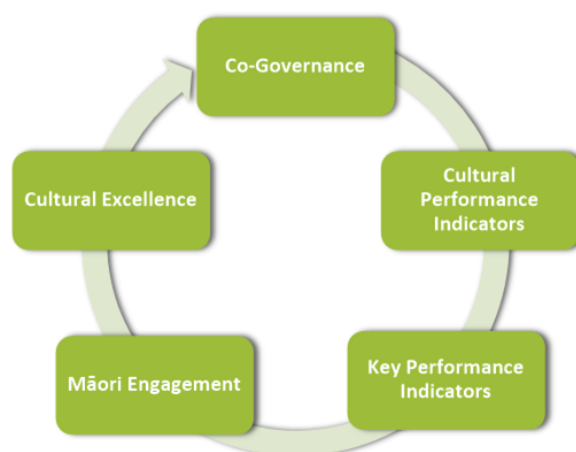 Co-Governance
Cultural
Performance
Indicators
Key Performance
Indicators
Māori Engagement
Cultural Excellence